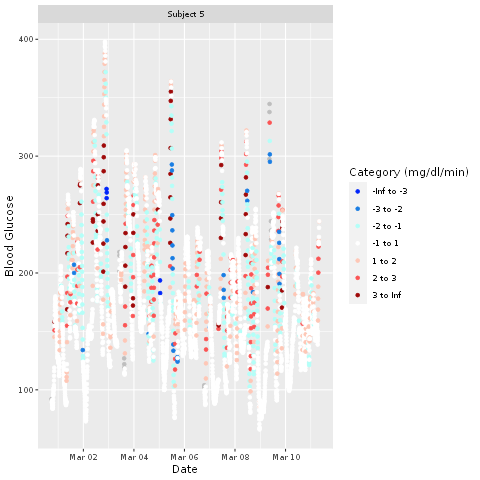 Subject 5
400
300
200
100
Blood Glucose
Mar 02 Mar 04 Mar 06 Mar 08 Mar 10
Date
Category (mg/dl/min)
-Inf to -3
-3 to -2
-2 to -1
-1 to 1
1 to 2
2 to 3
3 to Inf